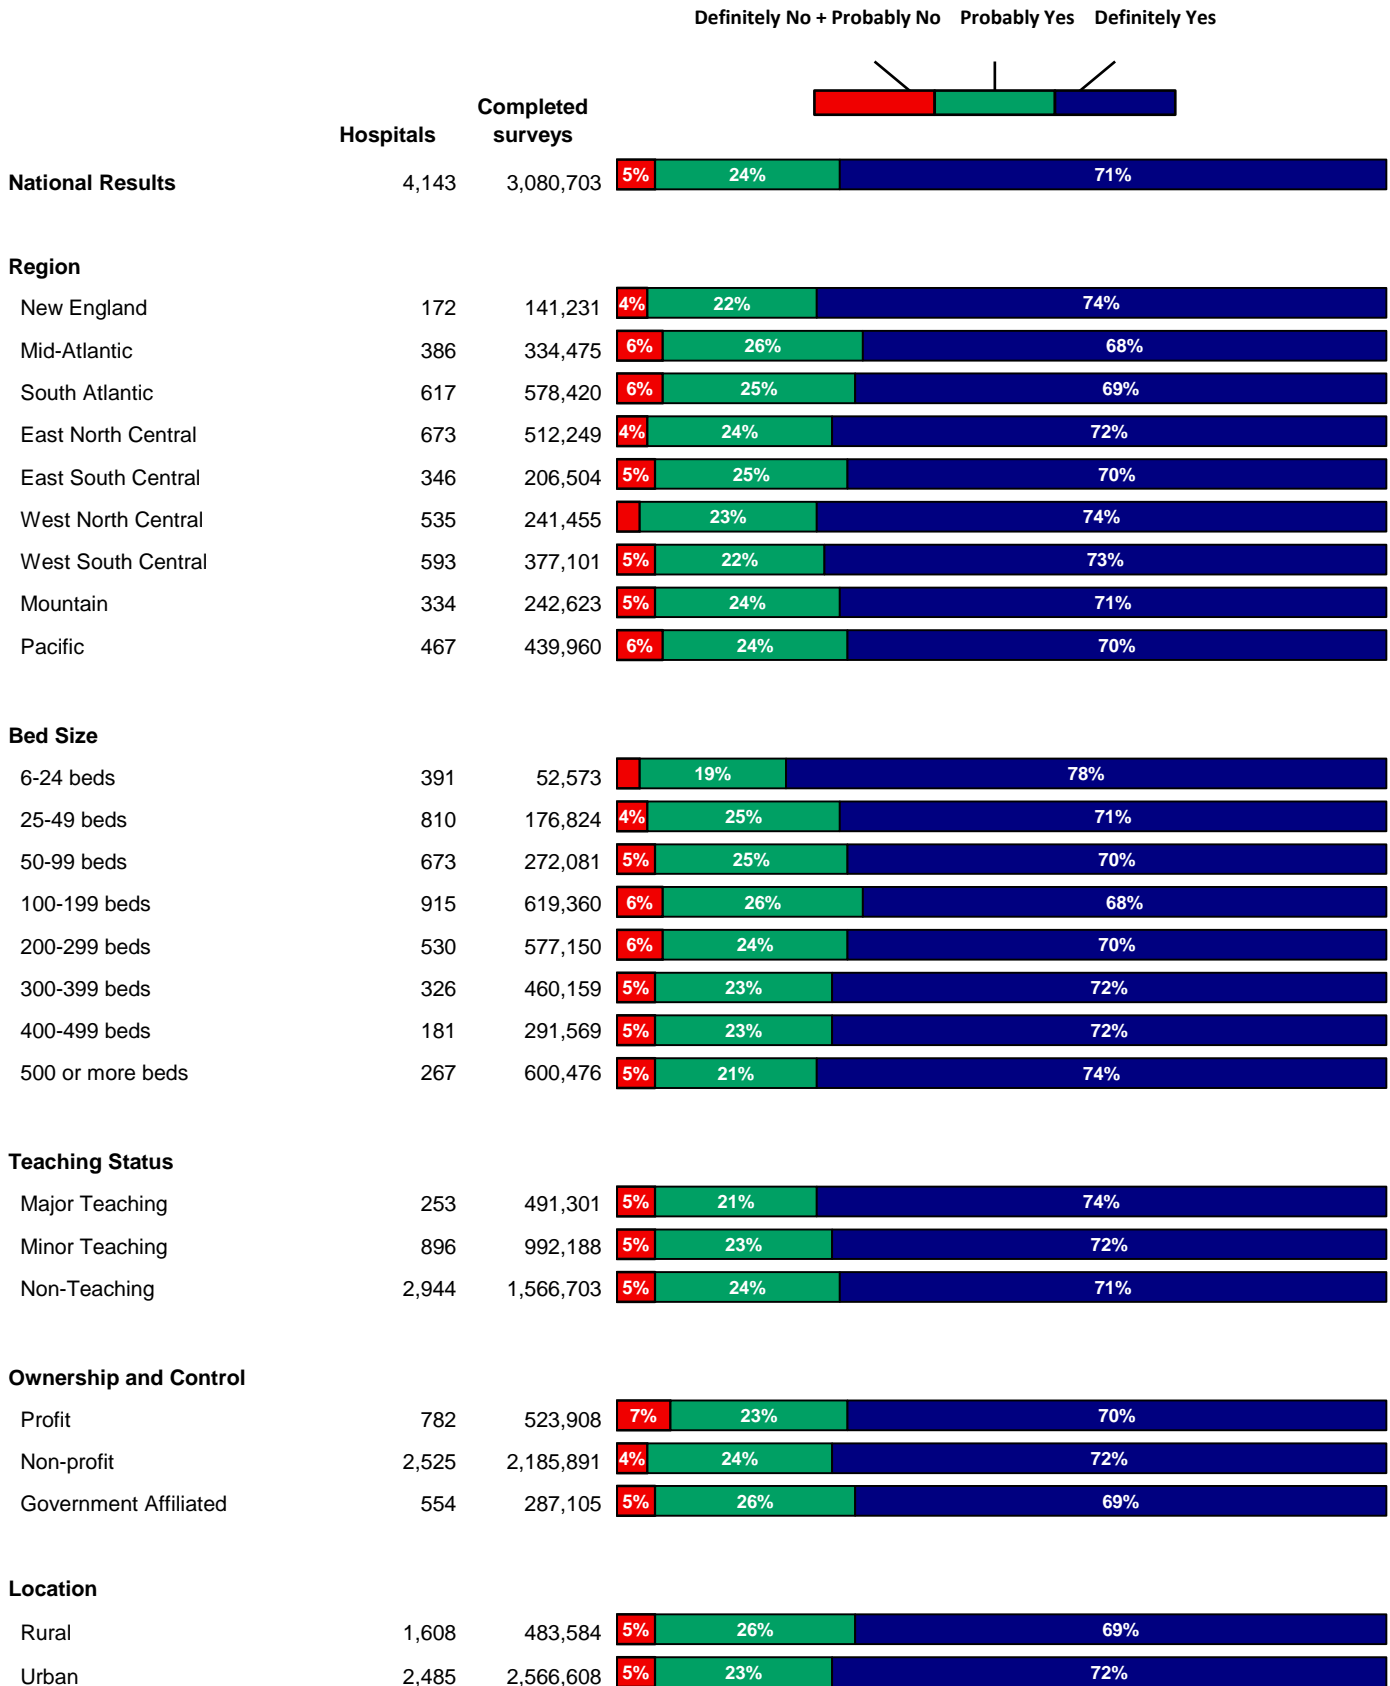 Definitely No + Probably No Probably Yes Definitely Yes
Hospitals Completed surveys
National Results 4,143 3,080,703 5% 24% 71%
Region
New England 172 141,231 4% 22% 74%
Mid-Atlantic 386 334,475 6% 26% 68%
South Atlantic 617 578,420 6% 25% 69%
East North Central 673 512,249 4% 24% 72%
East South Central 346 206,504 5% 25% 70%
West North Central 535 241,455 23% 74%
West South Central 593 377,101 5% 22% 73%
Mountain 334 242,623 5% 24% 71%
Pacific 467 439,960 6% 24% 70%
Bed Size
6-24 beds 391 52,573 19% 78%
25-49 beds 810 176,824 4% 25% 71%
50-99 beds 673 272,081 5% 25% 70%
100-199 beds 915 619,360 6% 26% 68%
200-299 beds 530 577,150 6% 24% 70%
300-399 beds 326 460,159 5% 23% 72%
400-499 beds 181 291,569 5% 23% 72%
500 or more beds 267 600,476 5% 21% 74%
Teaching Status
Major Teaching 253 491,301 5% 21% 74%
Minor Teaching 896 992,188 5% 23% 72%
Non-Teaching 2,944 1,566,703 5% 24% 71%
Ownership and Control
Profit 782 523,908 7% 23% 70%
Non-profit 2,525 2,185,891 4% 24% 72%
Government Affiliated 554 287,105 5% 26% 69%
Location
Rural 1,608 483,584 5% 26% 69%
Urban 2,485 2,566,608 5% 23% 72%